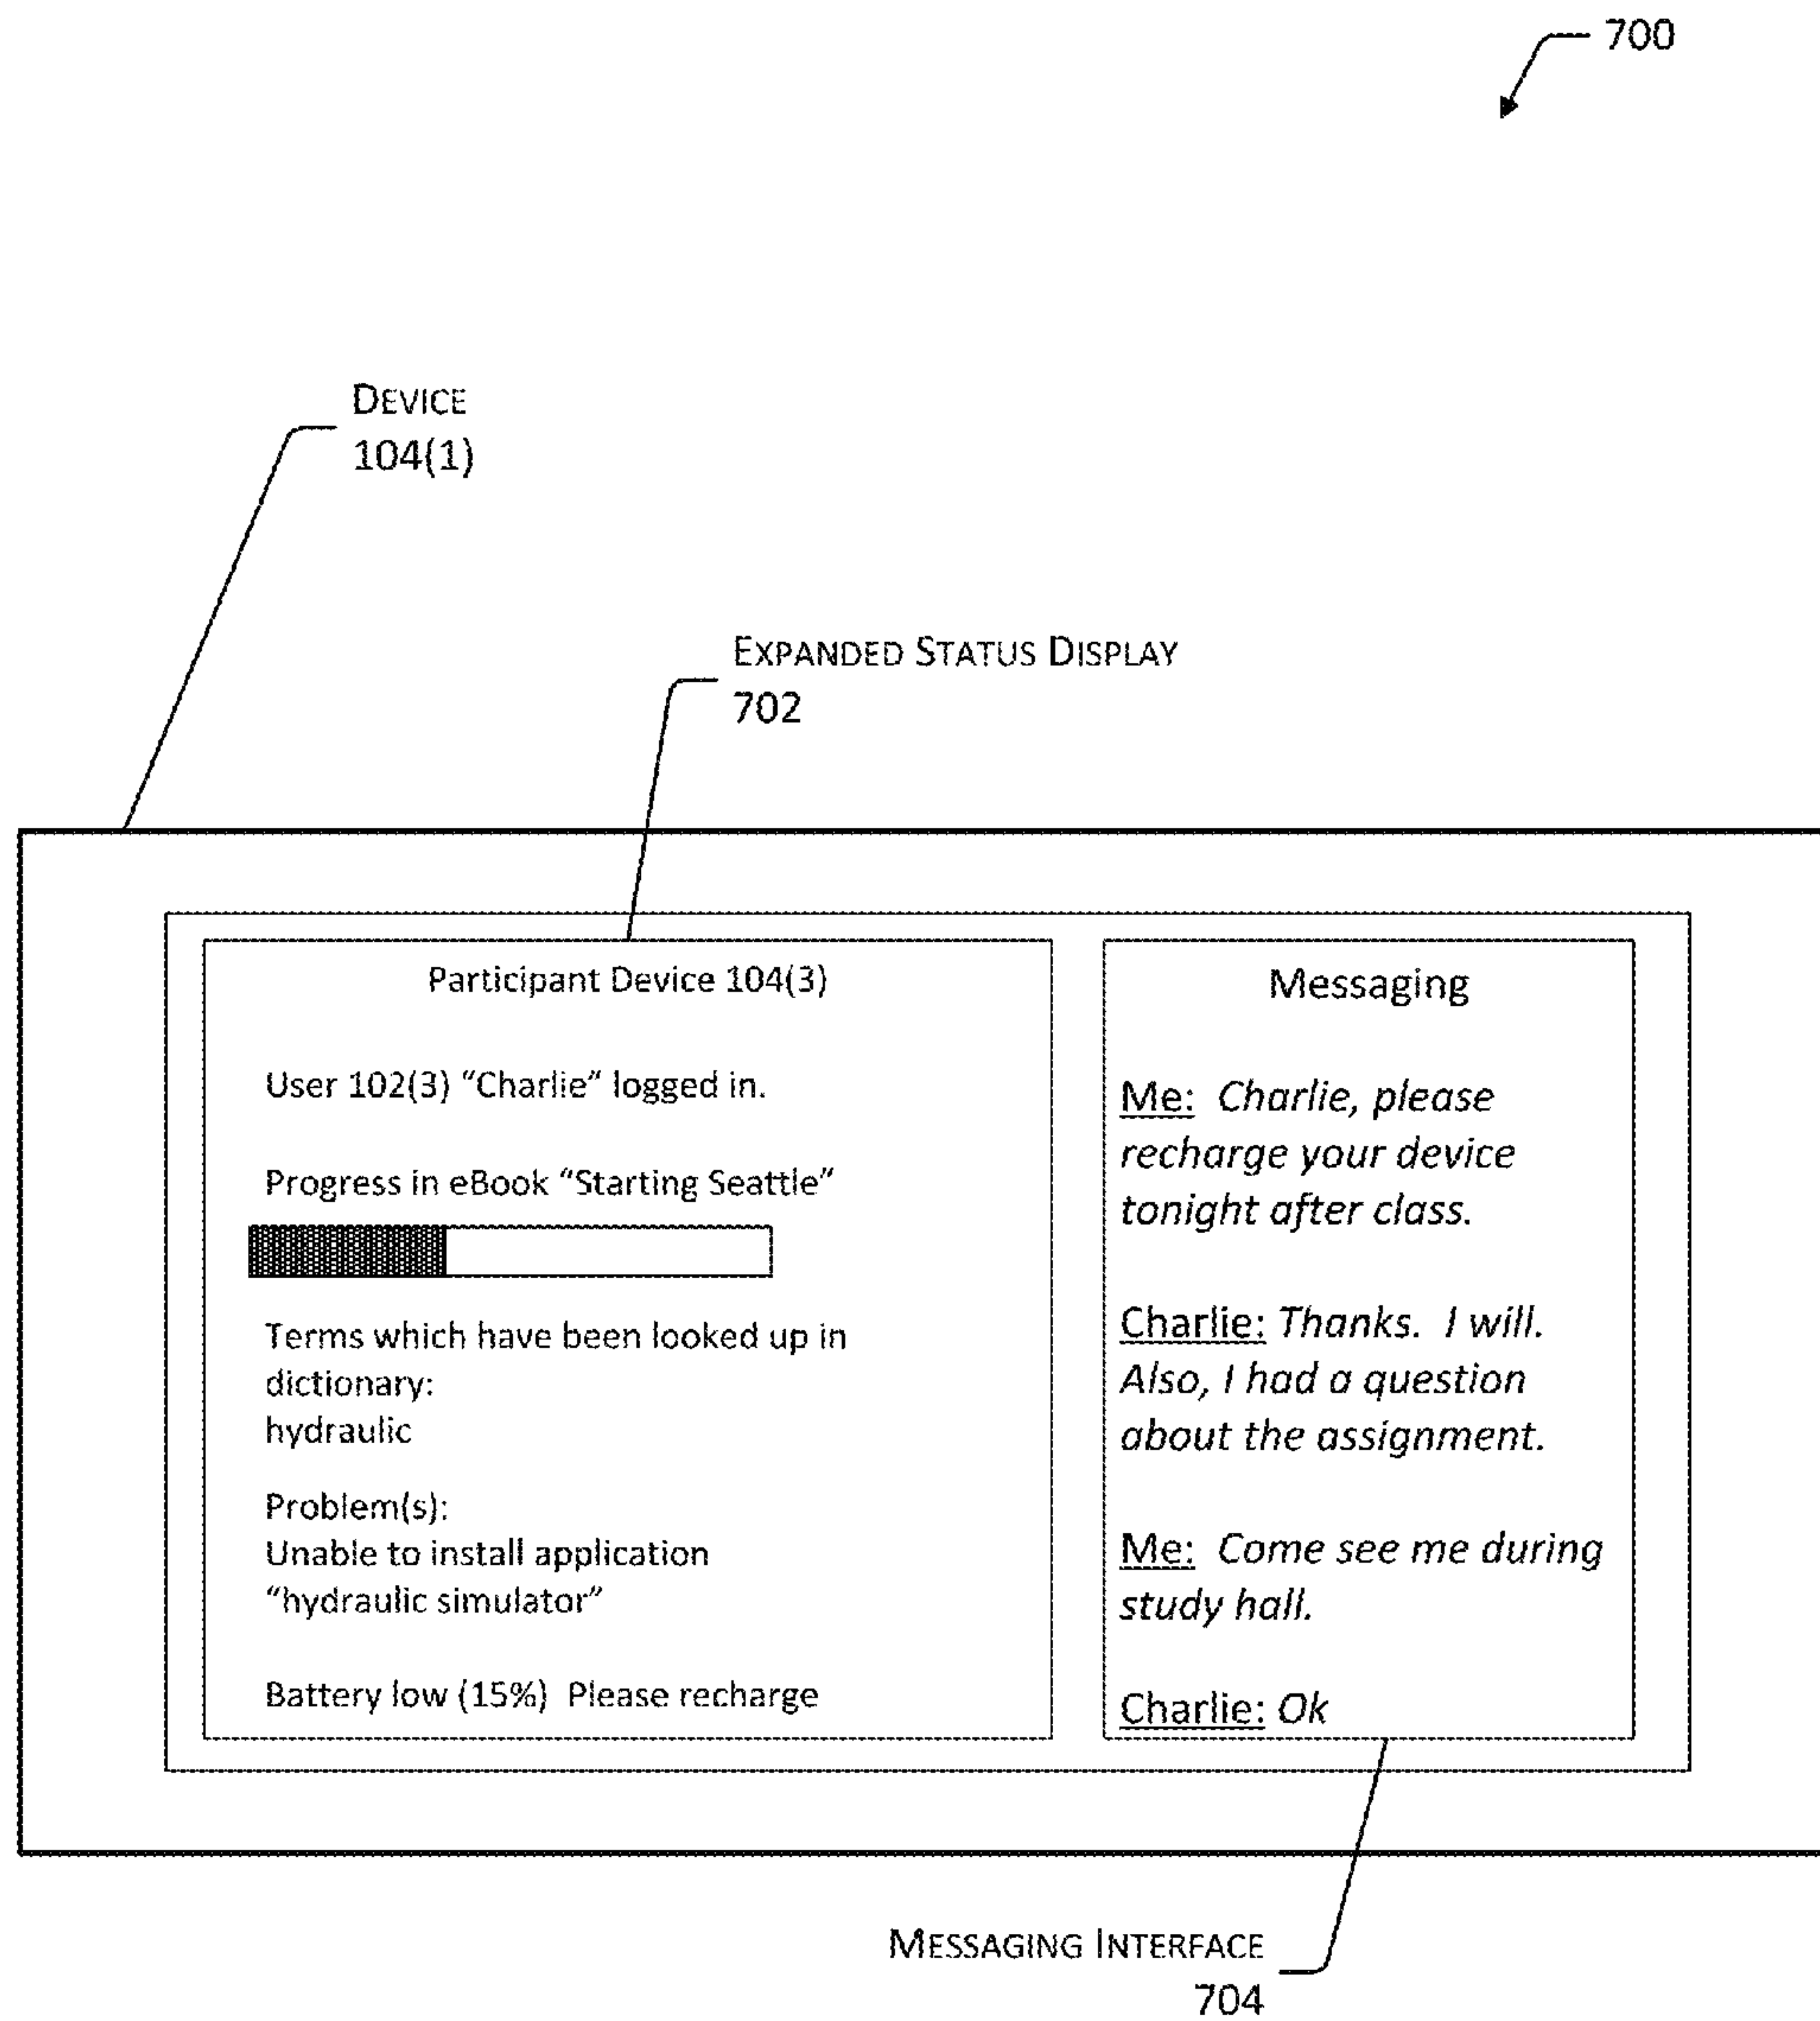 700
DEVICE
104(1)
EXPANDED STATUS DISPLAY
702
Participant Device 104(3)
User 102(3) “Charlie” logged in.
Progress in eBook “Starting Seattle”
Terms which have been looked up in
dictionary:
hydraulic
Problem(s):
Unable to install application
“hydraulic simulator”
Battery low (15%)  Please recharge
Messaging
Me:  Charlie, please
recharge your device
tonight after class.
Charlie: Thanks.  I will.
Also, I had a question
about the assignment.
Me:  Come see me during
study hall.
Charlie: Ok
MESSAGING INTERFACE
704